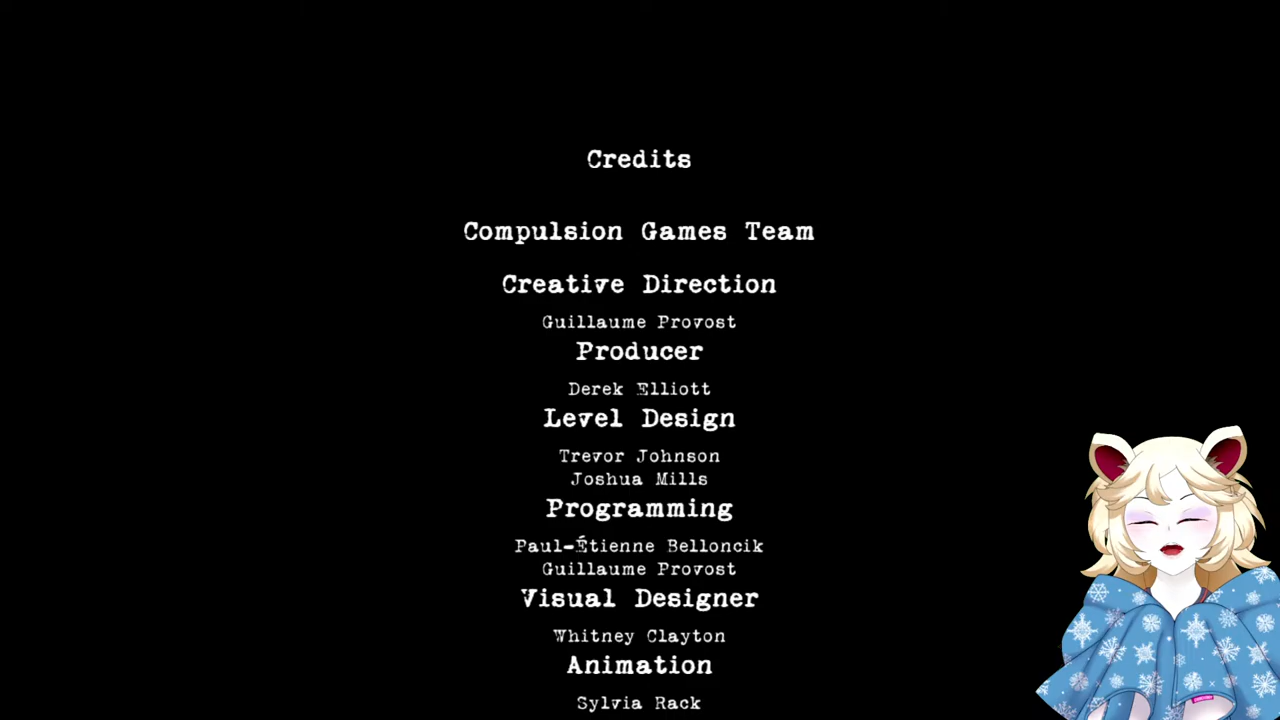 Credits
Compulsion Games Team
Creative Direction
Guillaume Provost
Producer
Derek Elliott
Level Design
Trevor Johnson
Joshua Mills
Programming
Paul-Étienne Belloncik
Guillaume Provost
Visual Designer
Whitney Clayton
Animation
Sylvia Rack